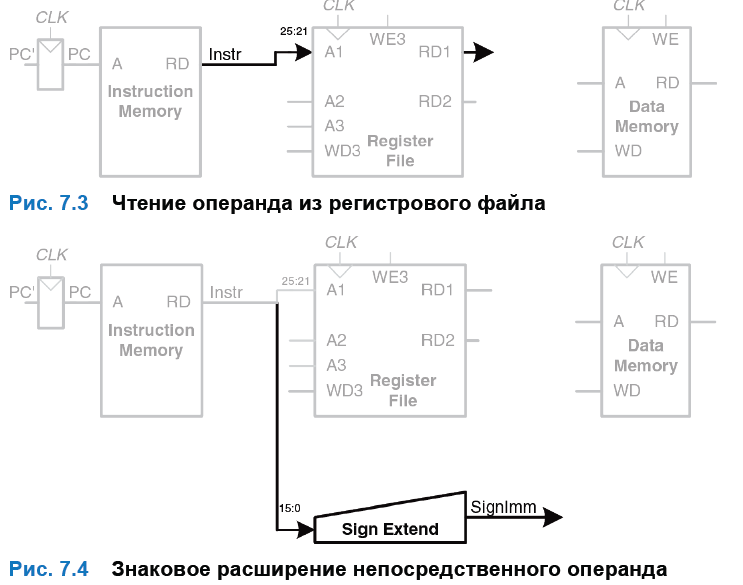 CLK
CLK
CLK
25:21
WE3
WE
PC'
PC
A
RD
Instr
A1
RD1
Instruction
Memory
A2
RD2
A3
WD3
Register
File
A
RD
Data
Memory
WD
Рис. 7.3 Чтение операнда из регистрового файла
CLK
CLK
CLK
25:21
WE3
WE
PC'
PC
A
RD
Instr
A1
RD1
Instruction
Memory
A2
RD2
A3
WD3
Register
File
A
RD
Data
Memory
WD
15:0
Sign Extend
SignImm
Рис. 7.4 Знаковое расширение непосредственного операнда